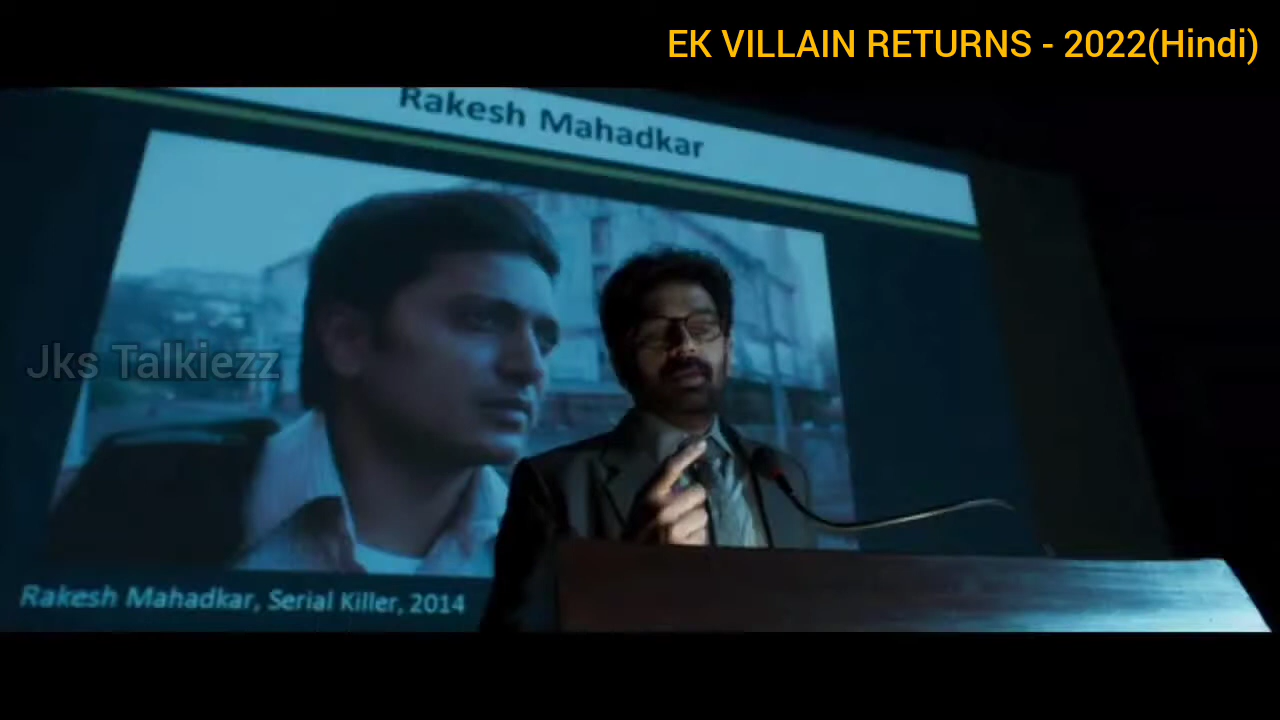 EK VILLAIN RETURNS - 2022(Hindi)
Rakesh Mahadkar
Jks Talkiezz
Rakesh Mahadkar, Serial Killer, 2014